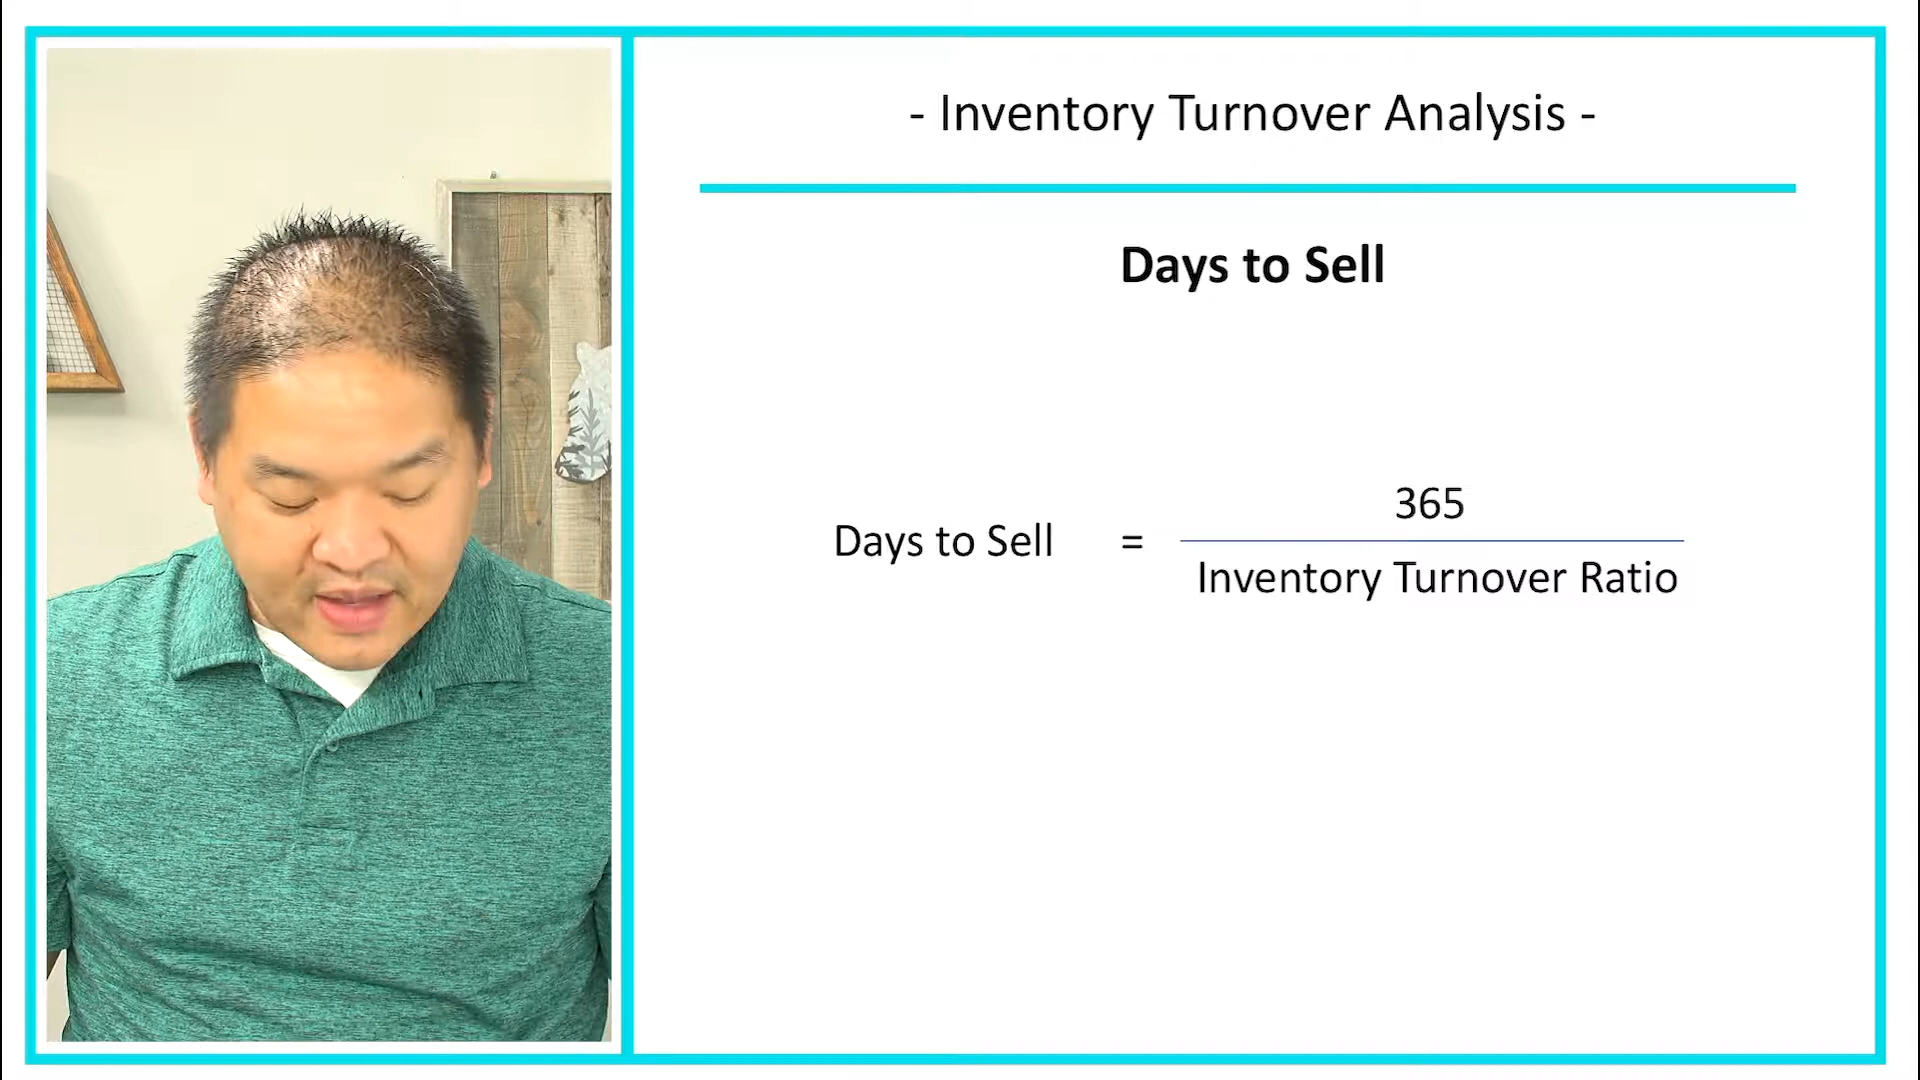 - Inventory Turnover Analysis -
Days to Sell
365
Days to Sell =
Inventory Turnover Ratio